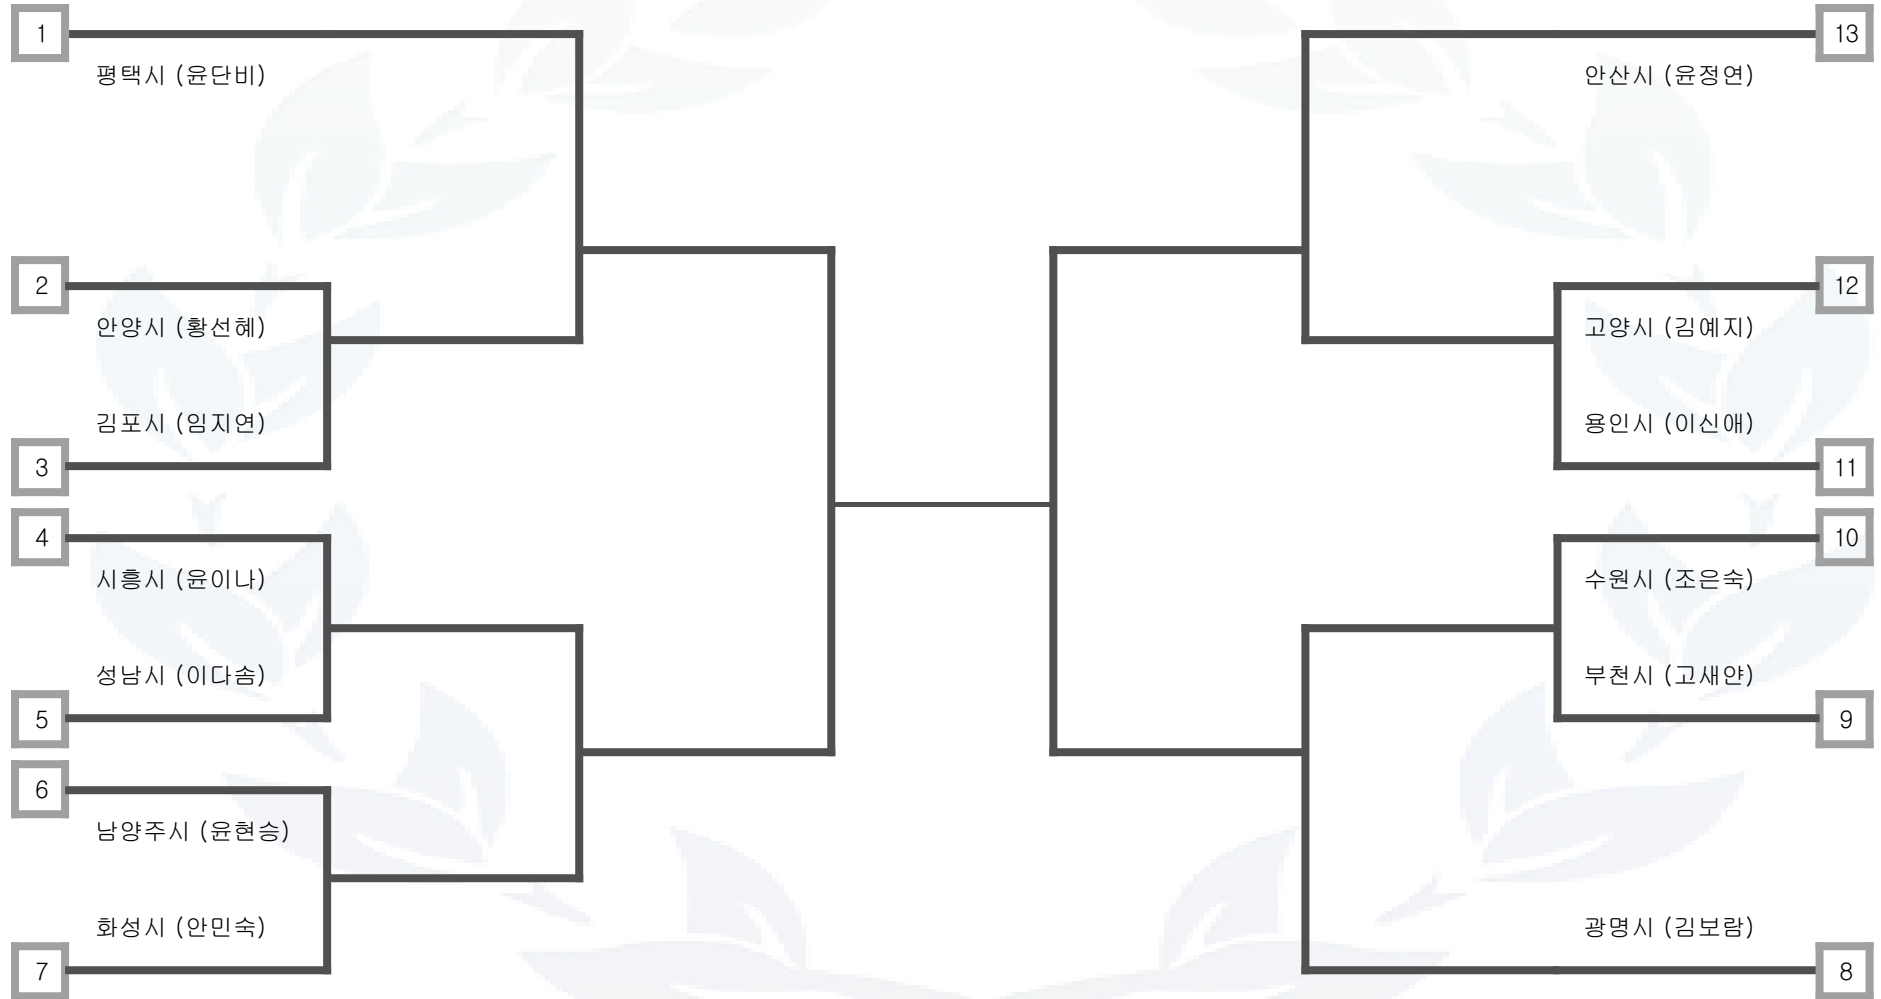 1
평택시 (윤단비)
2
안양시 (황선혜)
김포시 (임지연)
3
4
시흥시 (윤이나)
성남시 (이다솜)
5
6
남양주시 (윤현승)
화성시 (안민숙)
7
13
안산시 (윤정연)
12
고양시 (김예지)
용인시 (이신애)
11
10
수원시 (조은숙)
부천시 (고새얀)
9
광명시 (김보람)
8